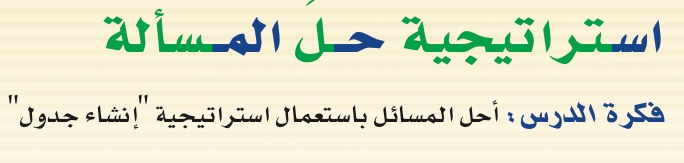 استراتيجية حلَ المسألة
فكرة الدرس : أحل المسائل باستعمال استراتيجية "إنشاء جدول"